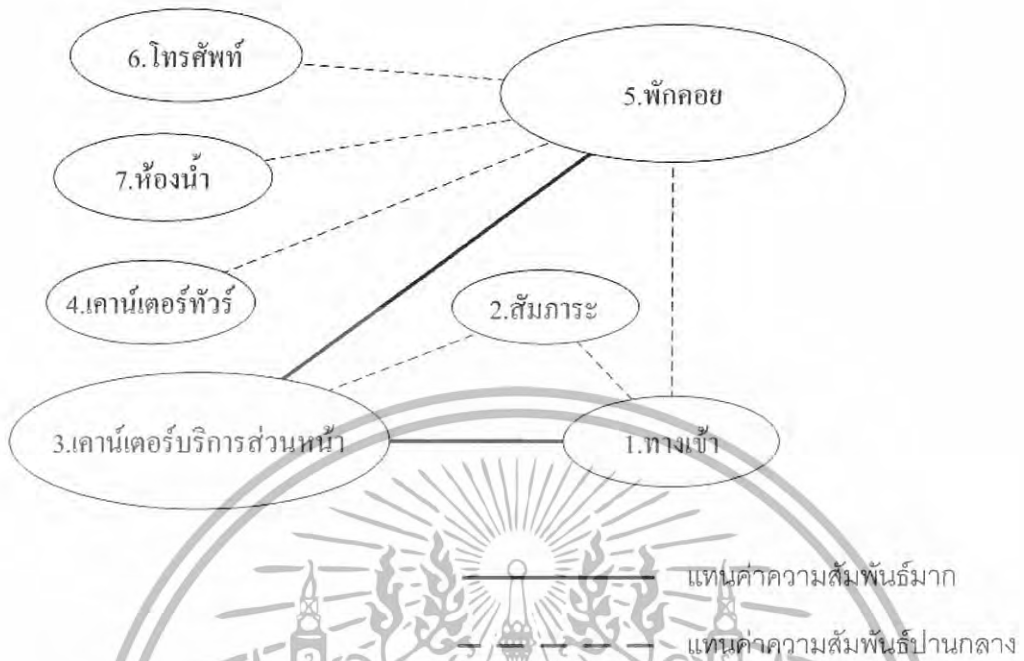 6.โทรศัพท์
5.พักคอย
7.ห้องน้ำ
4.เคาน์เตอร์ทัวร์
2.สัมภาระ
3.เคาน์เตอร์บริการส่วนหน้า
1.ทางเข้า
แทนค่าความสัมพันธ์มาก
แทนค่าความสัมพันธ์ปานกลาง